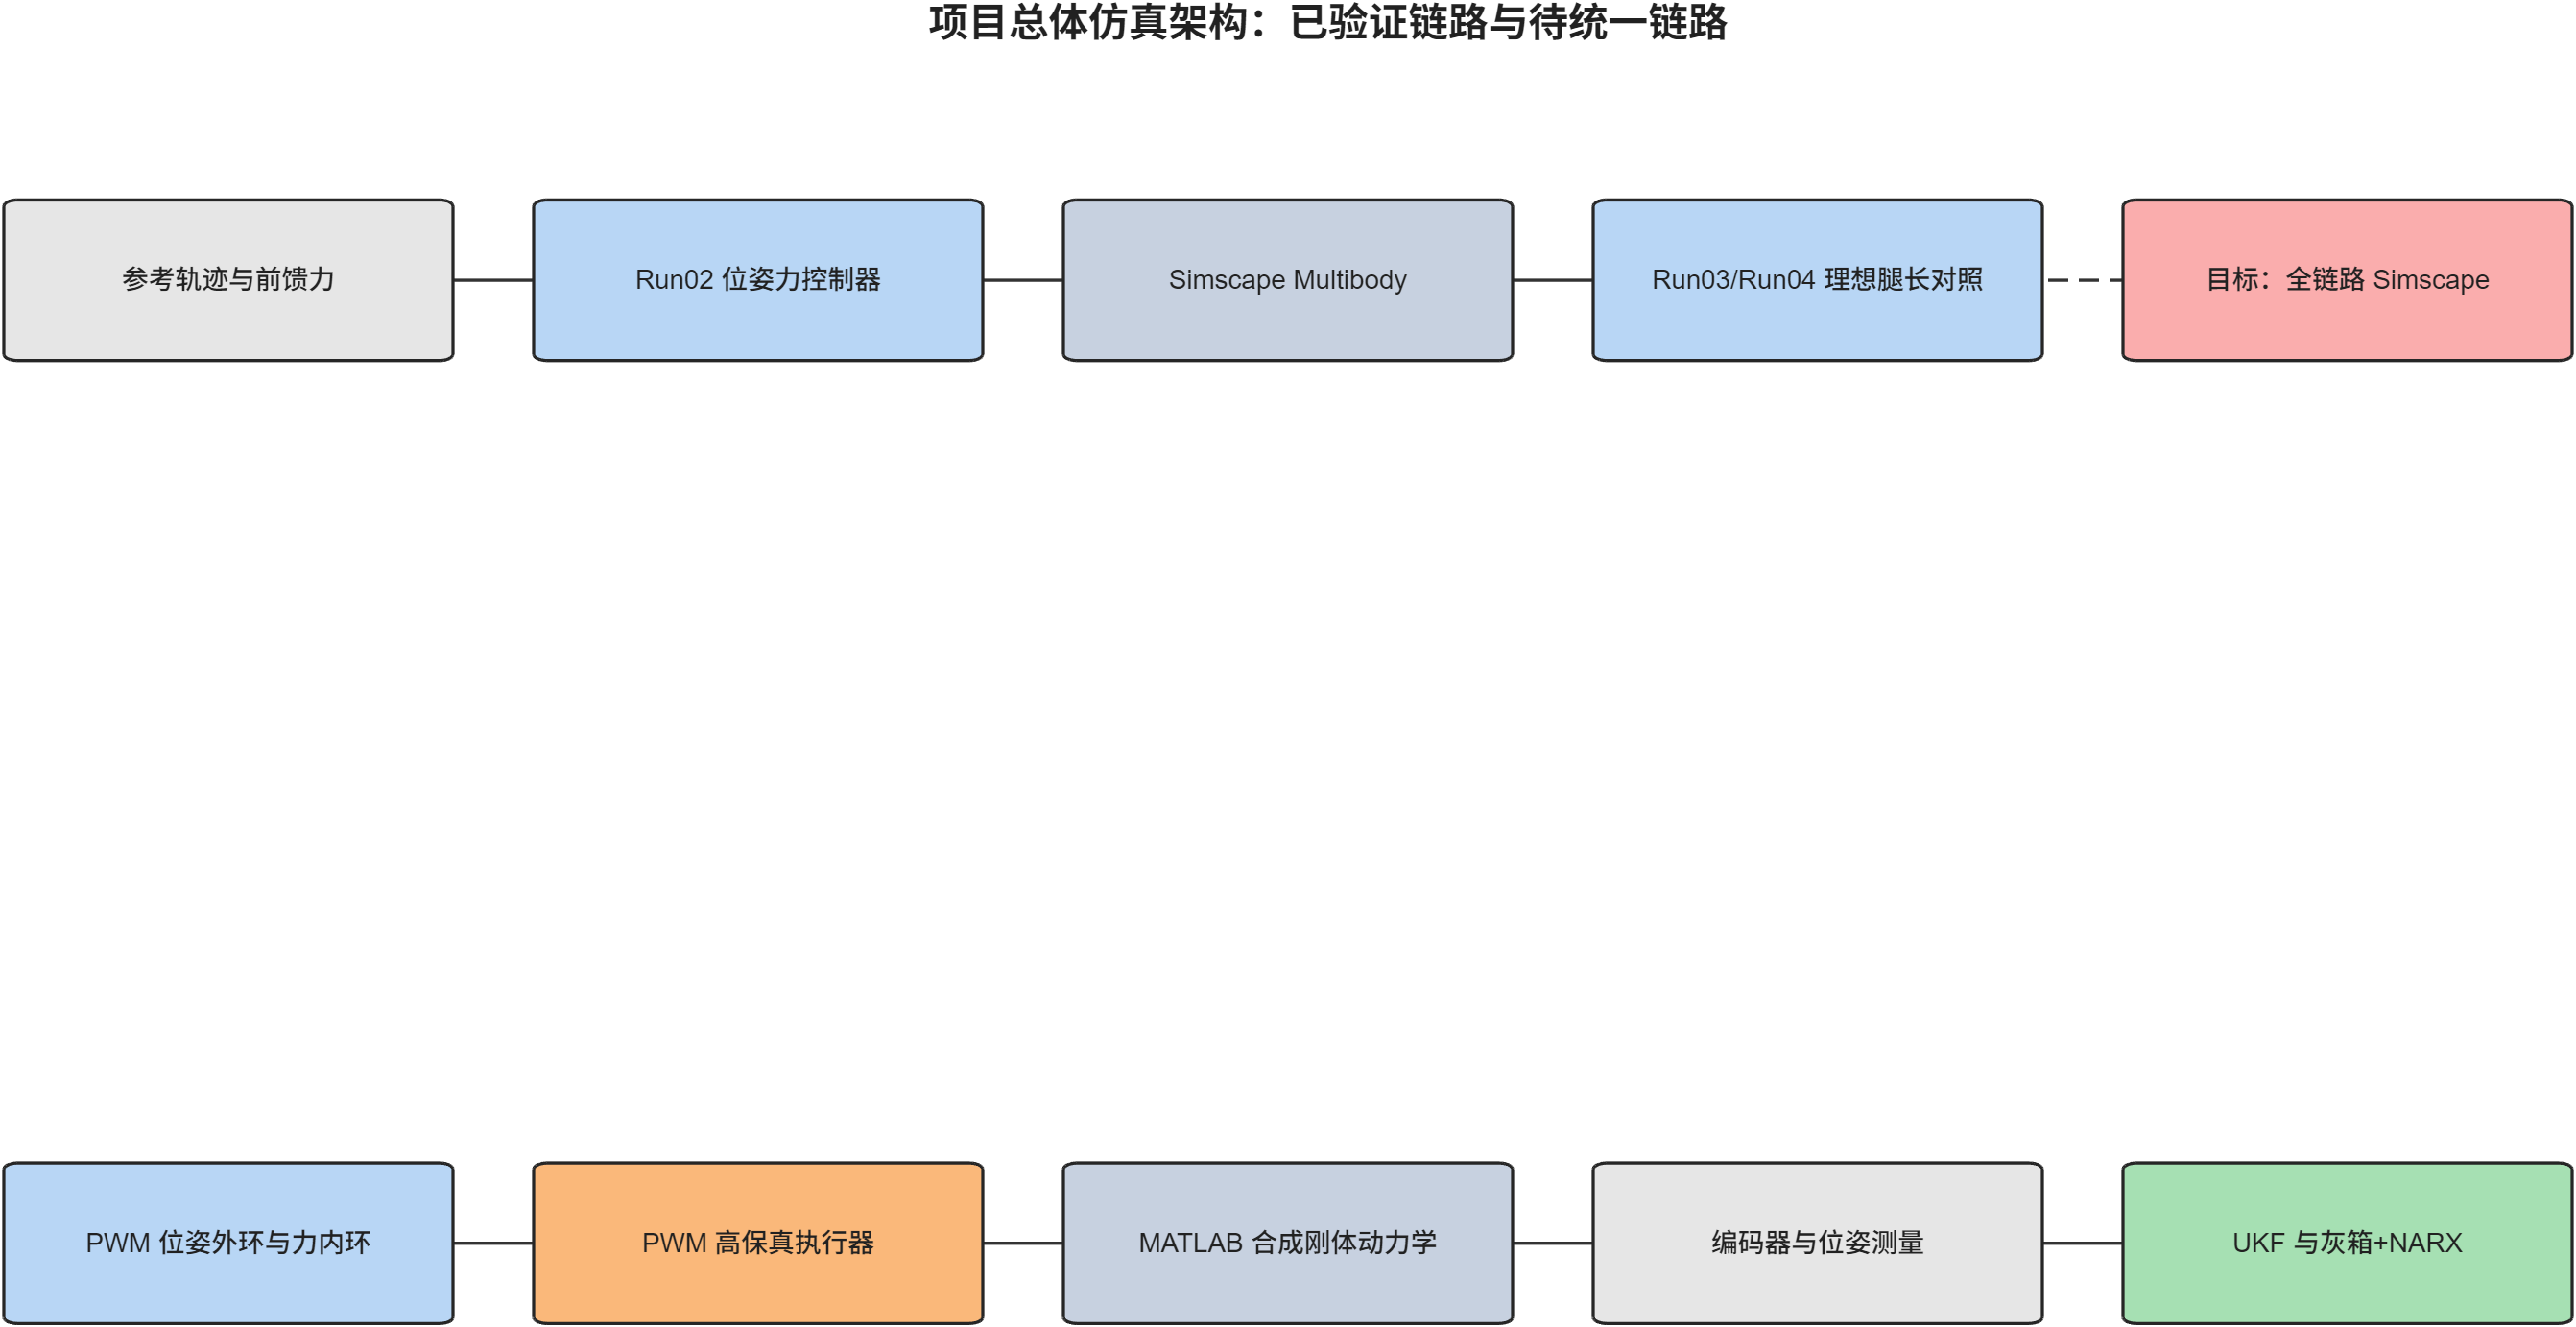 项目总体仿真架构：已验证链路与待统一链路
参考轨迹与前馈力
Run02 位姿力控制器
Simscape Multibody
Run03/Run04 理想腿长对照
目标：全链路 Simscape
PWM 位姿外环与力内环
PWM 高保真执行器
MATLAB 合成刚体动力学
编码器与位姿测量
UKF 与灰箱+NARX